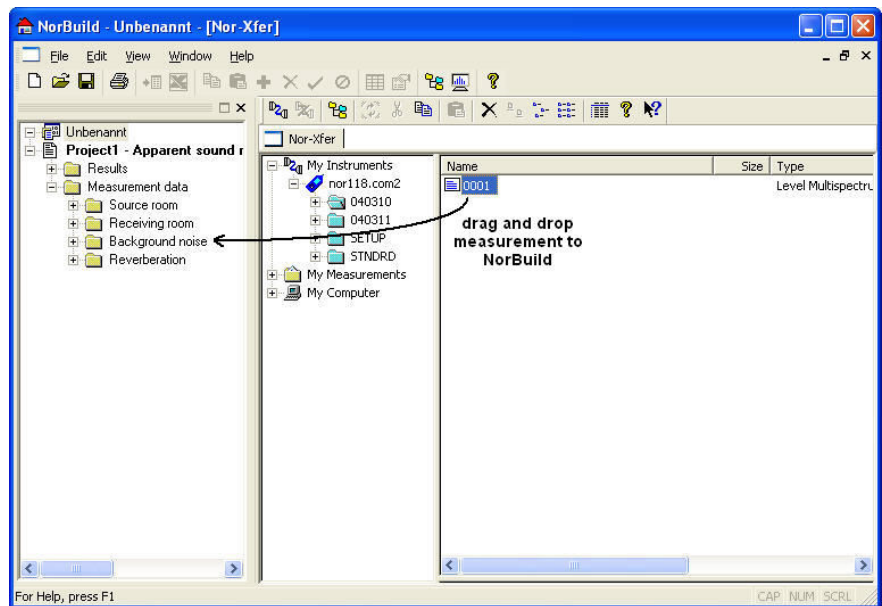 NorBuild - Unbenannt - [Nor-Xfer]
File Edit View Window Help
Nor-Xfer
Unbenannt
Project1 - Apparent sound r
Results
Measurement data
Source room
Receiving room
Background noise
Reverberation
My Instruments
nor118.com2
040310
040311
SETUP
STNDRD
My Measurements
My Computer
Name Size Type
0001 Level Multispectru
drag and drop
measurement to
NorBuild
For Help, press F1 CAP NUM SCRL